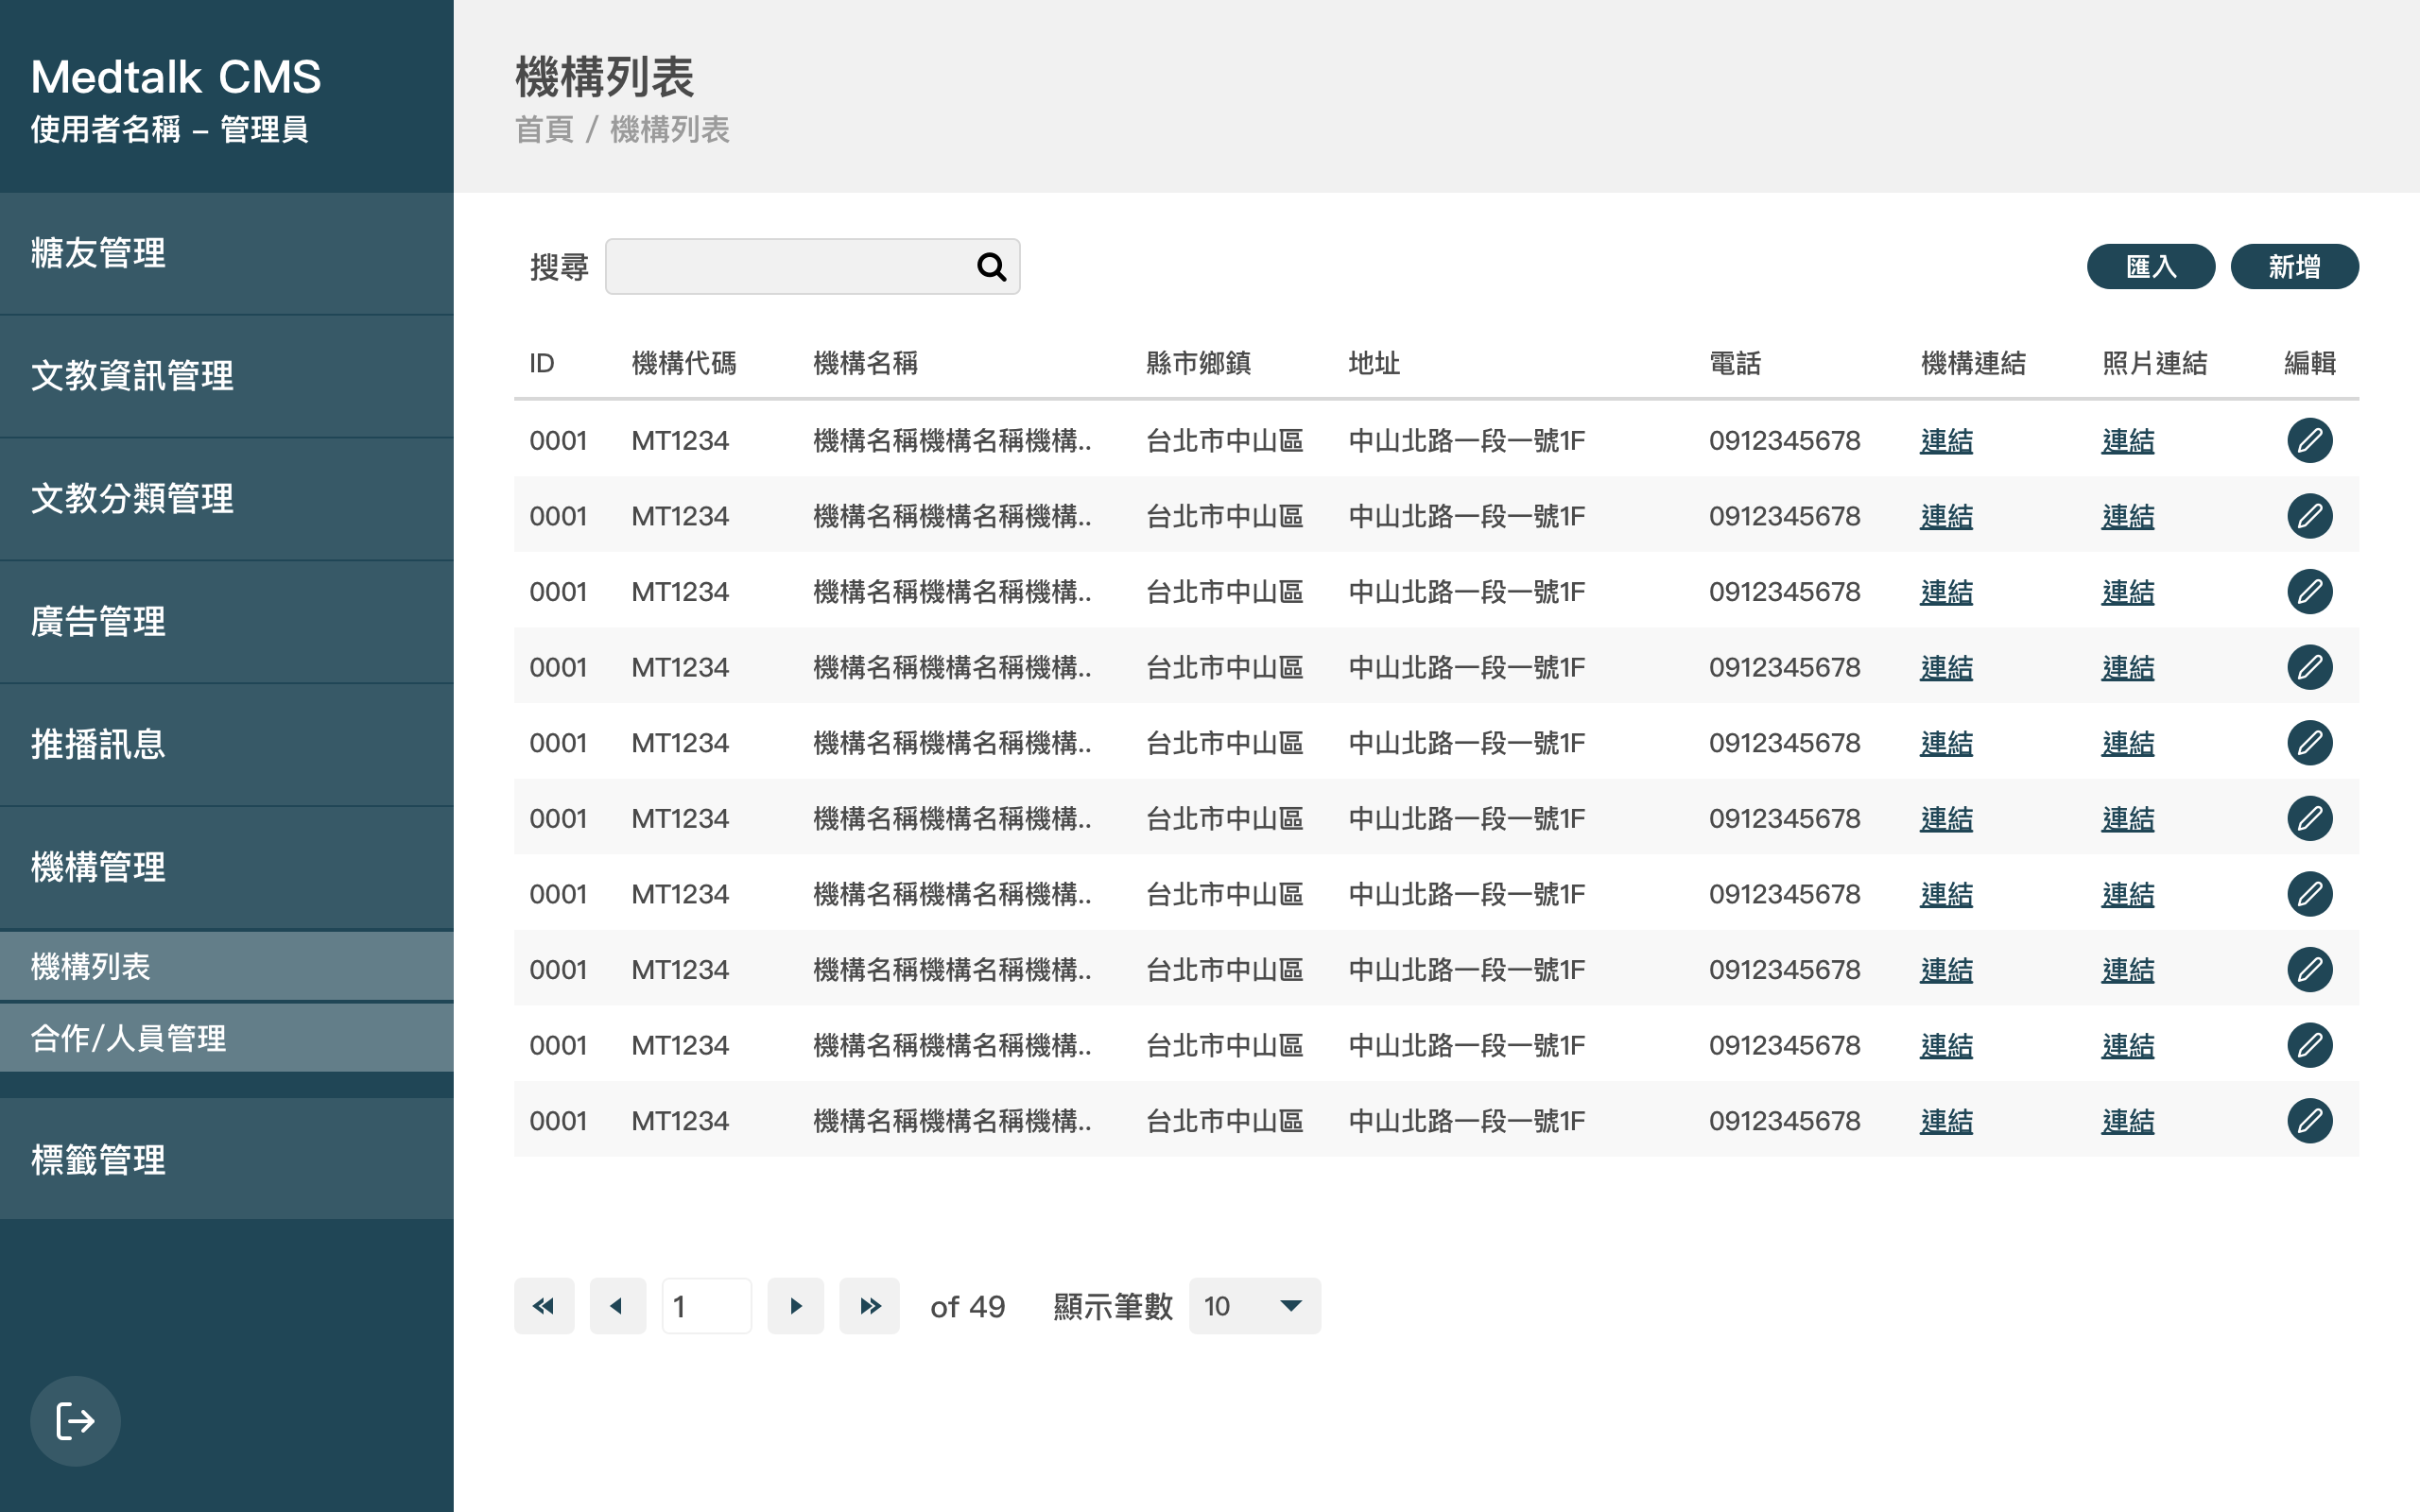 Medtalk CMS
使用者名稱 – 管理員
糖友管理
文教資訊管理
文教分類管理
廣告管理
推播訊息
機構管理
機構列表
合作/人員管理
標籤管理
機構列表
首頁 / 機構列表
搜尋
匯入 新增
ID 機構代碼 機構名稱 縣市鄉鎮 地址 電話 機構連結 照片連結 編輯
0001 MT1234 機構名稱機構名稱機構.. 台北市中山區 中山北路一段一號1F 0912345678 連結 連結
0001 MT1234 機構名稱機構名稱機構.. 台北市中山區 中山北路一段一號1F 0912345678 連結 連結
0001 MT1234 機構名稱機構名稱機構.. 台北市中山區 中山北路一段一號1F 0912345678 連結 連結
0001 MT1234 機構名稱機構名稱機構.. 台北市中山區 中山北路一段一號1F 0912345678 連結 連結
0001 MT1234 機構名稱機構名稱機構.. 台北市中山區 中山北路一段一號1F 0912345678 連結 連結
0001 MT1234 機構名稱機構名稱機構.. 台北市中山區 中山北路一段一號1F 0912345678 連結 連結
0001 MT1234 機構名稱機構名稱機構.. 台北市中山區 中山北路一段一號1F 0912345678 連結 連結
0001 MT1234 機構名稱機構名稱機構.. 台北市中山區 中山北路一段一號1F 0912345678 連結 連結
0001 MT1234 機構名稱機構名稱機構.. 台北市中山區 中山北路一段一號1F 0912345678 連結 連結
0001 MT1234 機構名稱機構名稱機構.. 台北市中山區 中山北路一段一號1F 0912345678 連結 連結
1 of 49 顯示筆數 10